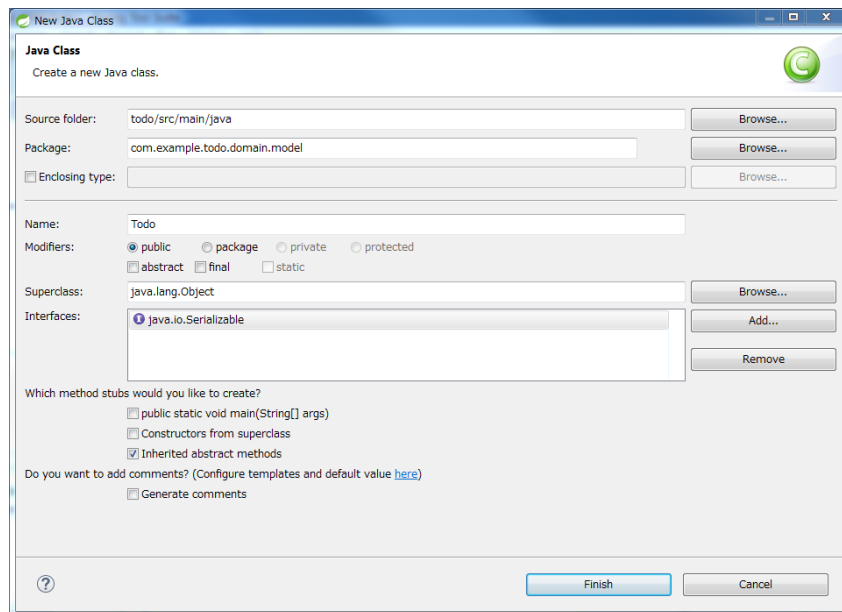 New Java Class
Java Class
Create a new Java class.
Source folder: todo/src/main/java Browse...
Package: com.example.todo.domain.model Browse...
Enclosing type: Browse...
Name: Todo
Modifiers: public package private protected
abstract final static
Superclass: java.lang.Object Browse...
Interfaces: java.io.Serializable Add...
Remove
Which method stubs would you like to create?
public static void main(String[] args)
Constructors from superclass
Inherited abstract methods
Do you want to add comments? (Configure templates and default value here)
Generate comments
Finish Cancel